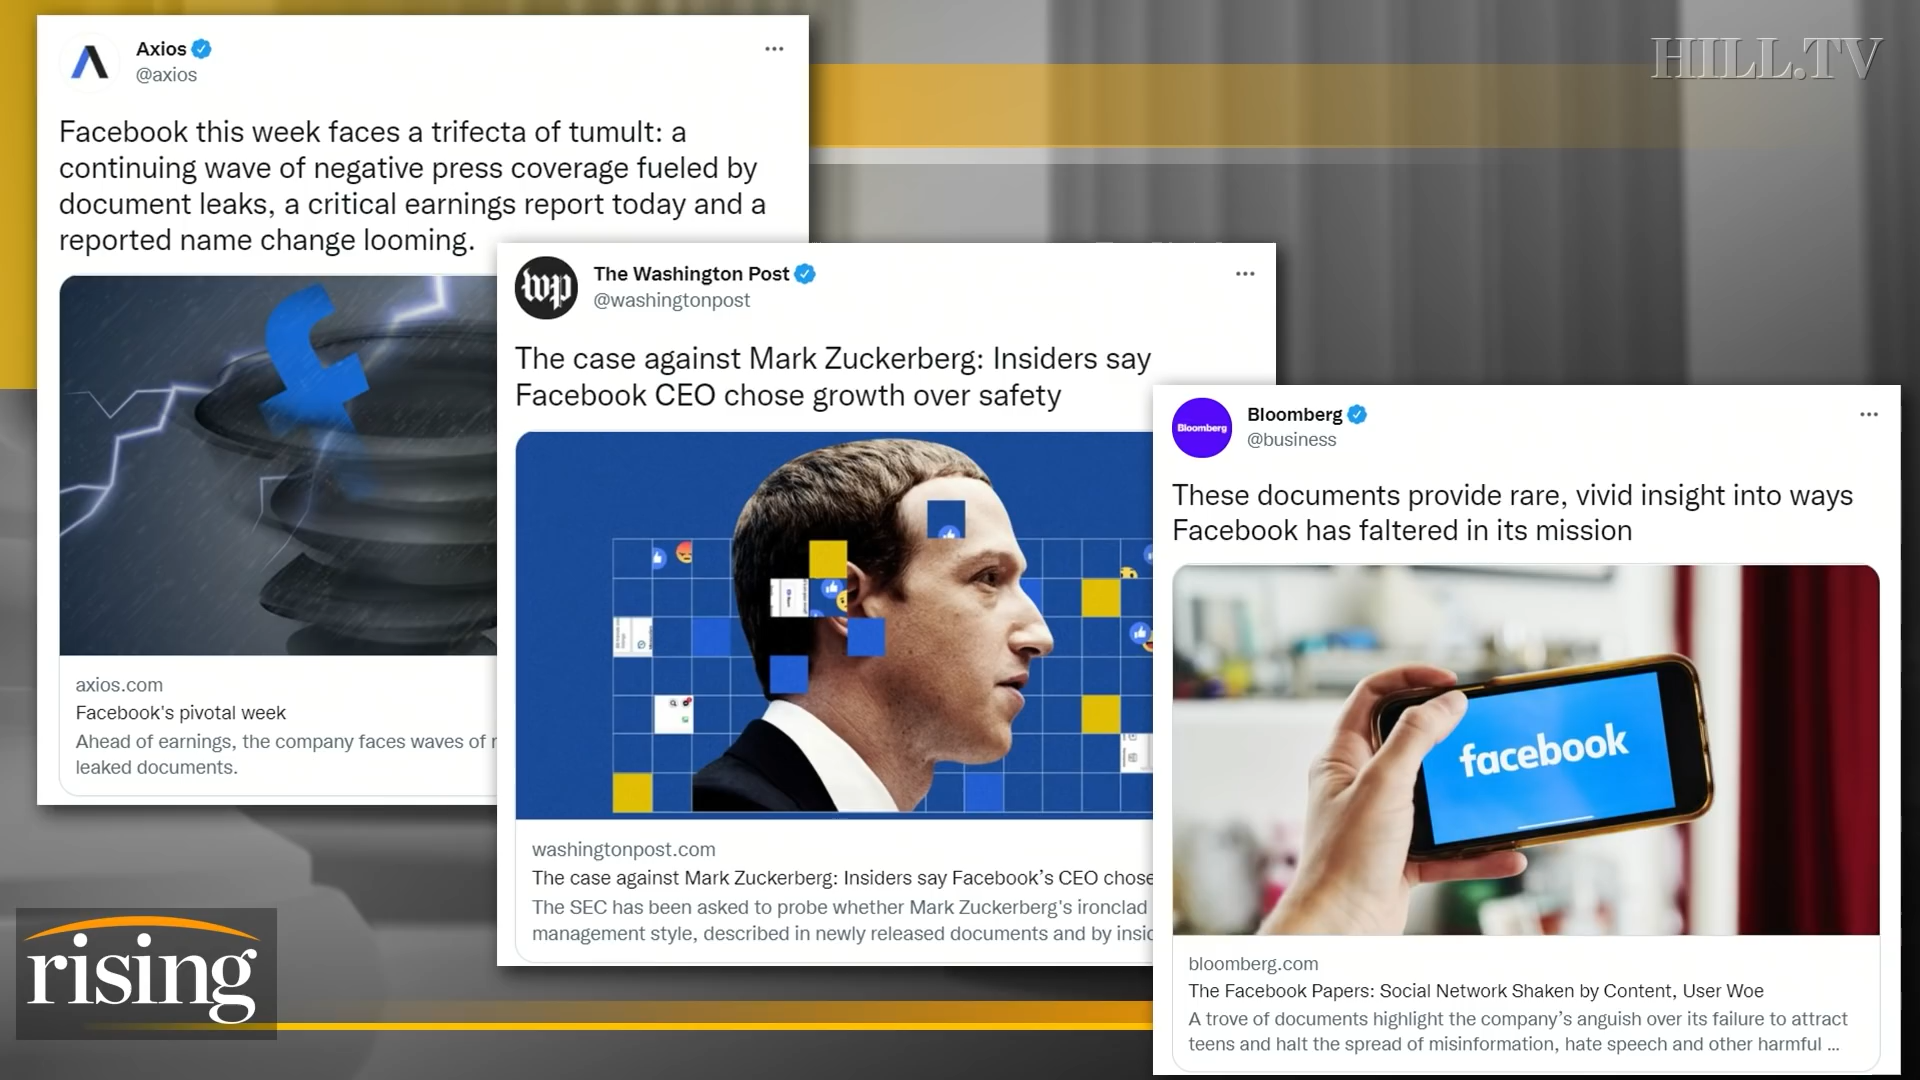 HILL.TV
Axios
@axios
Facebook this week faces a trifecta of tumult: a
continuing wave of negative press coverage fueled by
document leaks, a critical earnings report today and a
reported name change looming.
axios.com
Facebook's pivotal week
Ahead of earnings, the company faces waves of
leaked documents.
wp
The Washington Post
@washingtonpost
The case against Mark Zuckerberg: Insiders say
Facebook CEO chose growth over safety
washingtonpost.com
The case against Mark Zuckerberg: Insiders say Facebook’s CEO chose
The SEC has been asked to probe whether Mark Zuckerberg's ironclad
management style, described in newly released documents and by
Bloomberg
Bloomberg
@business
These documents provide rare, vivid insight into ways
Facebook has faltered in its mission
facebook
bloomberg.com
The Facebook Papers: Social Network Shaken by Content, User Woe
A trove of documents highlight the company’s anguish over its failure to attract
teens and halt the spread of misinformation, hate speech and other harmful ...
rising